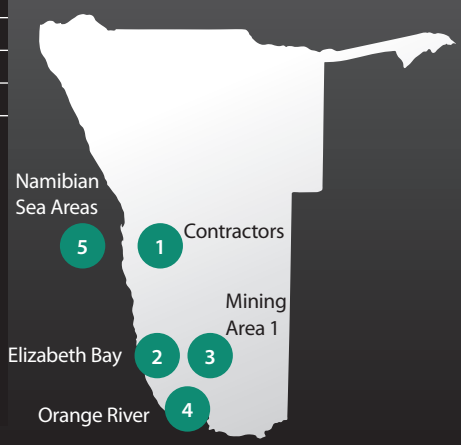 Namibian
Sea Areas
5
1
Contractors
Mining
Area 1
Elizabeth Bay
2
3
Orange River
4